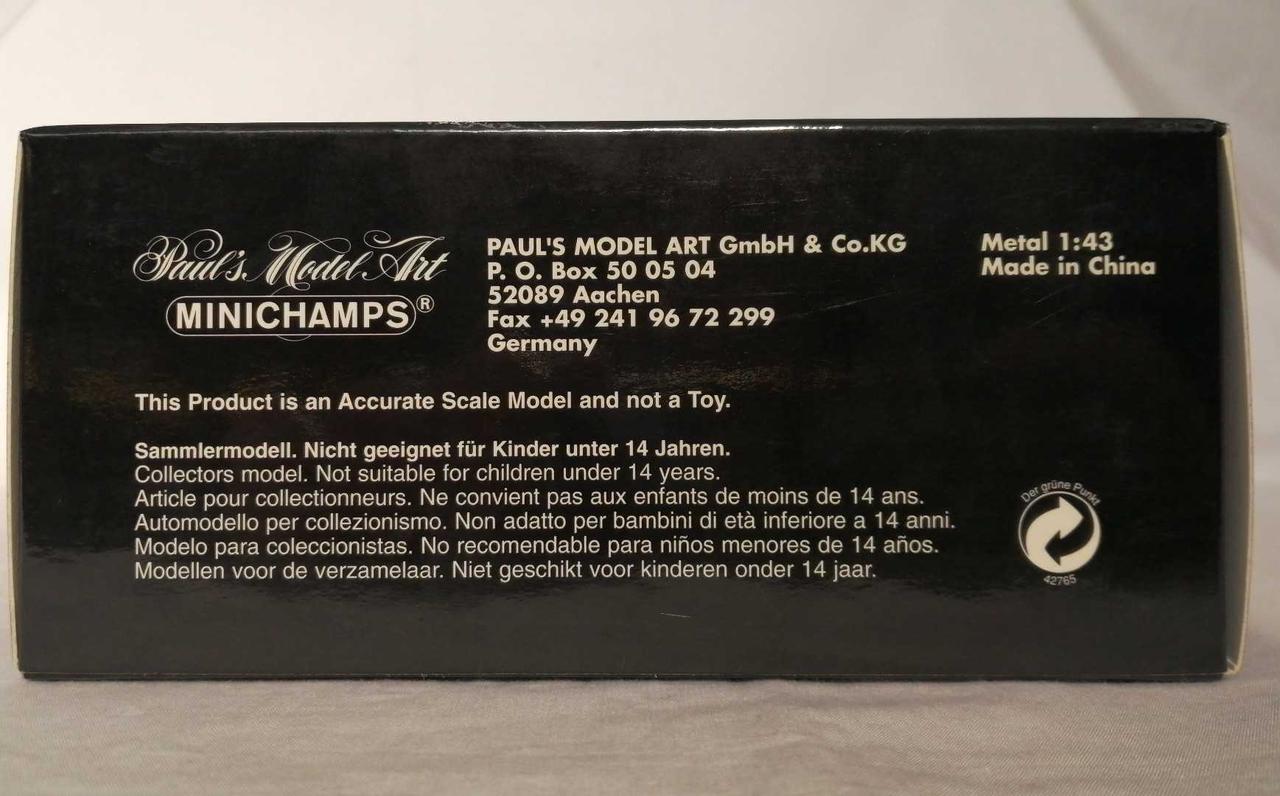 Paul's Model Art
MINICHAMPS®
PAUL'S MODEL ART GmbH & Co.KG
P. O. Box 50 05 04
52089 Aachen
Fax +49 241 96 72 299
Germany
Metal 1:43
Made in China
This Product is an Accurate Scale Model and not a Toy.
Sammlermodell. Nicht geeignet für Kinder unter 14 Jahren.
Collectors model. Not suitable for children under 14 years.
Article pour collectionneurs. Ne convient pas aux enfants de moins de 14 ans.
Automodello per collezionismo. Non adatto per bambini di età inferiore a 14 anni.
Modelo para coleccionistas. No recomendable para niños menores de 14 años.
Modellen voor de verzamelaar. Niet geschikt voor kinderen onder 14 jaar.
Der grüne Punkt
42765